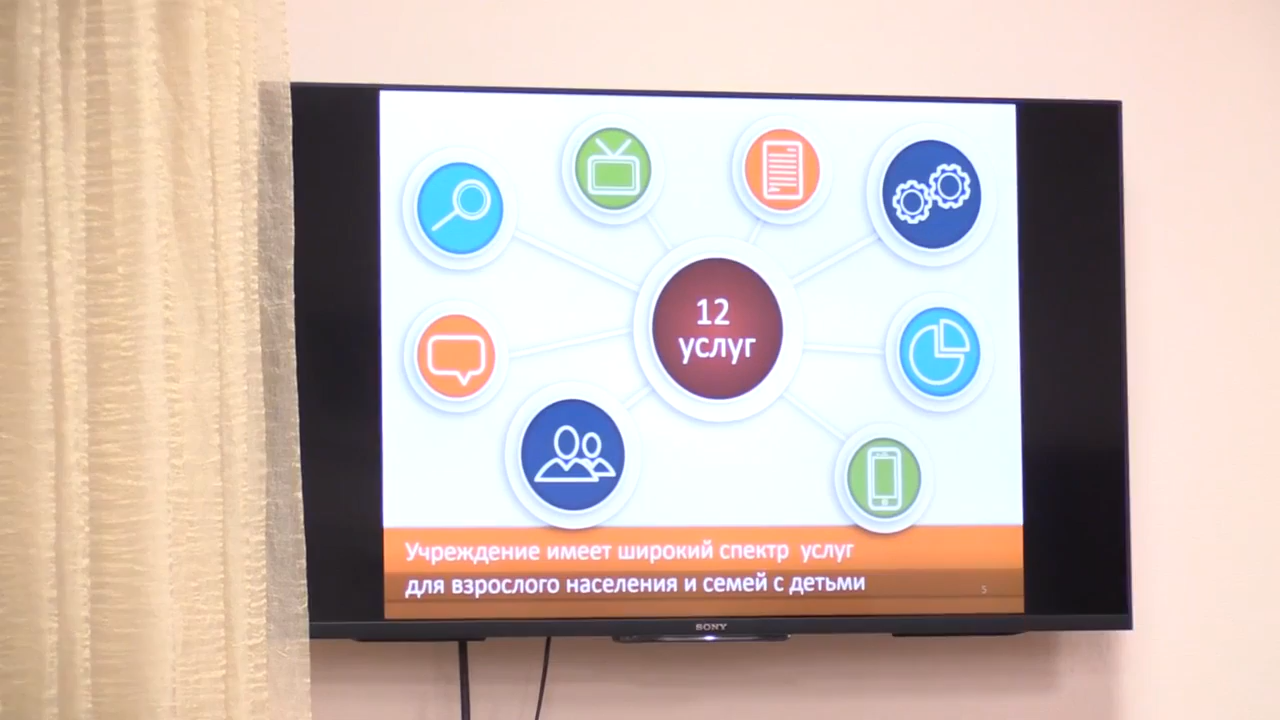 12
услуг
Учреждение имеет широкий спектр услуг
для взрослого населения и семей с детьми
5
SONY